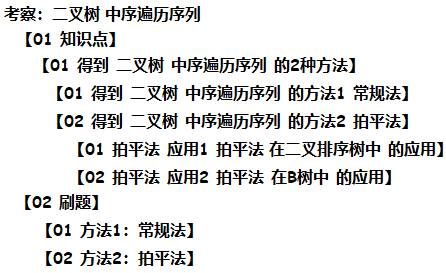 考察: 二叉树 中序遍历序列
【01 知识点】
【01 得到 二叉树 中序遍历序列 的2种方法】
【01 得到 二叉树 中序遍历序列 的方法1 常规法】
【02 得到 二叉树 中序遍历序列 的方法2 拍平法】
【01 拍平法 应用1 拍平法 在二叉排序树中 的应用】
【02 拍平法 应用2 拍平法 在B树中 的应用】
【02 刷题】
【01 方法1: 常规法】
【02 方法2: 拍平法】